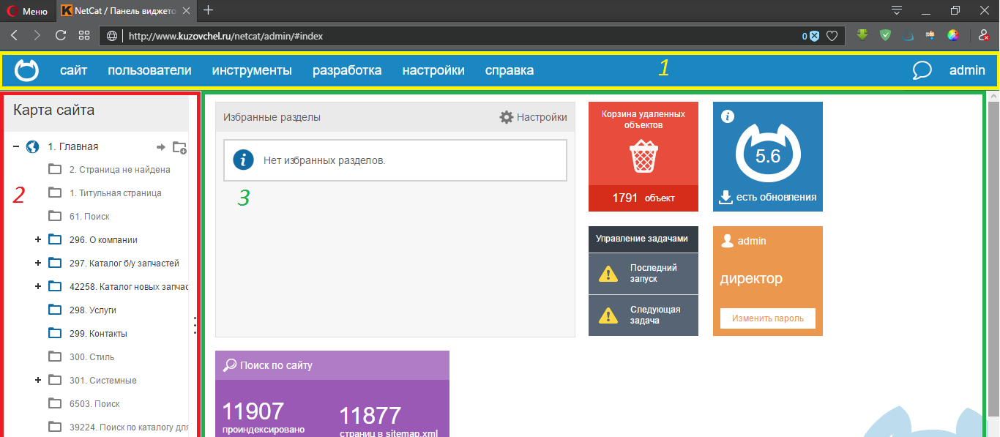 Меню
NetCat / Панель виджето
http://www.kuzovchel.ru/netcat/admin/#index
0
сайт пользователи инструменты разработка настройки справка 1 admin
Карта сайта
1. Главная
2. Страница не найдена
1. Титульная страница
2
61. Поиск
296. О компании
297. Каталог б/у запчастей
42258. Каталог новых запчас
298. Услуги
299. Контакты
300. Стиль
301. Системные
6503. Поиск
39224. Поиск по каталогу для
Избранные разделы Настройки
Нет избранных разделов.
3
Корзина удаленных
объектов
1791 объект
5.6
есть обновления
Управление задачами
Последний
запуск
Следующая
задача
admin
директор
Изменить пароль
Поиск по сайту
11907
проиндексировано
11877
страниц в sitemap.xml